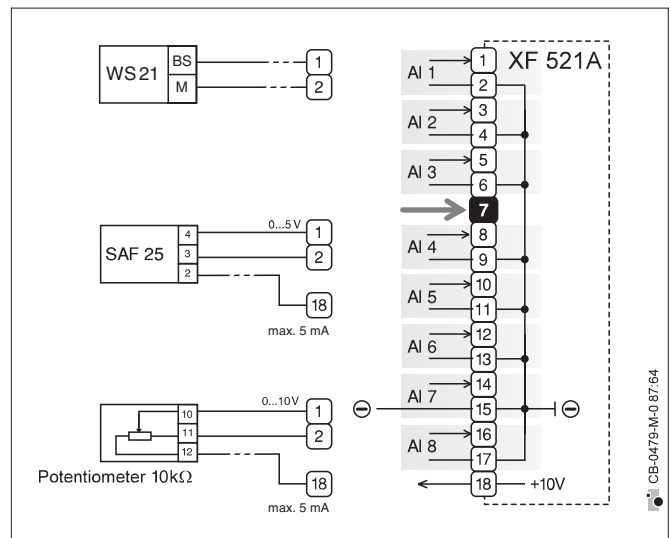 WS21 BS 1
M 2
SAF 25 4 0...5 V 1
3 2
2 18
max. 5 mA
10 0...10 V 1
11 2
12
Potentiometer 10kΩ 18
max. 5 mA
XF 521A
AI 1 1
2
AI 2 3
4
AI 3 5
6
7
AI 4 8
9
AI 5 10
11
AI 6 12
13
AI 7 14
⊖ 15 ⊖
AI 8 16
17
18 +10V
CB-0479-M-0 87:64